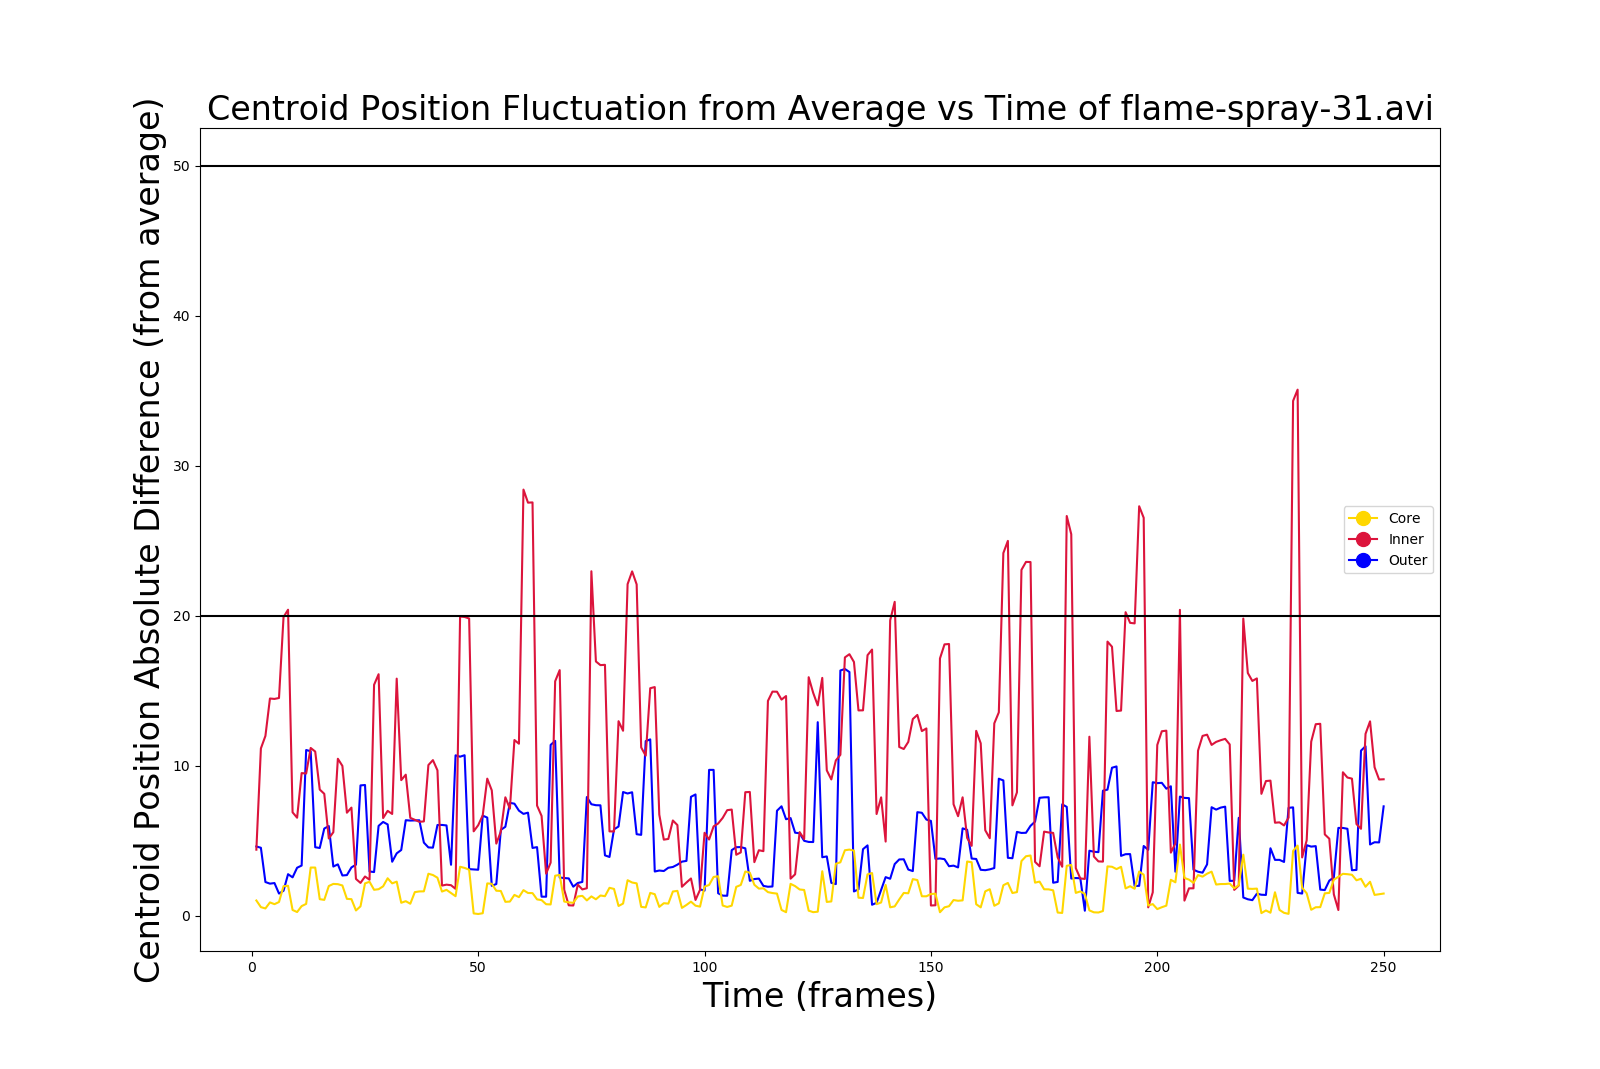 Centroid Position Fluctuation from Average vs Time of flame-spray-31.avi
Centroid Position Absolute Difference (from average)
50
40
30
20
10
0
Core
Inner
Outer
0 50 100 150 200 250
Time (frames)